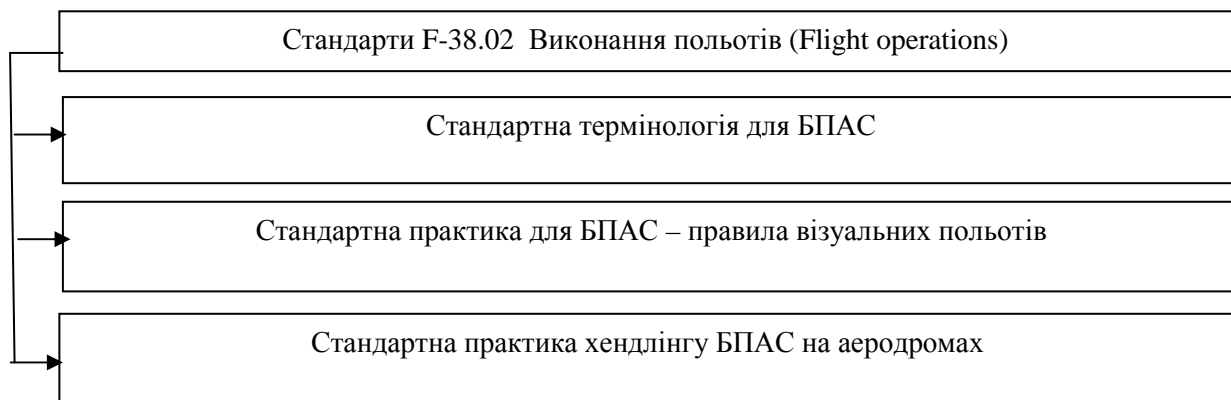 Стандарти F-38.02 Виконання польотів (Flight operations)
Стандартна термінологія для БПАС
Стандартна практика для БПАС – правила візуальних польотів
Стандартна практика хендлінгу БПАС на аеродромах